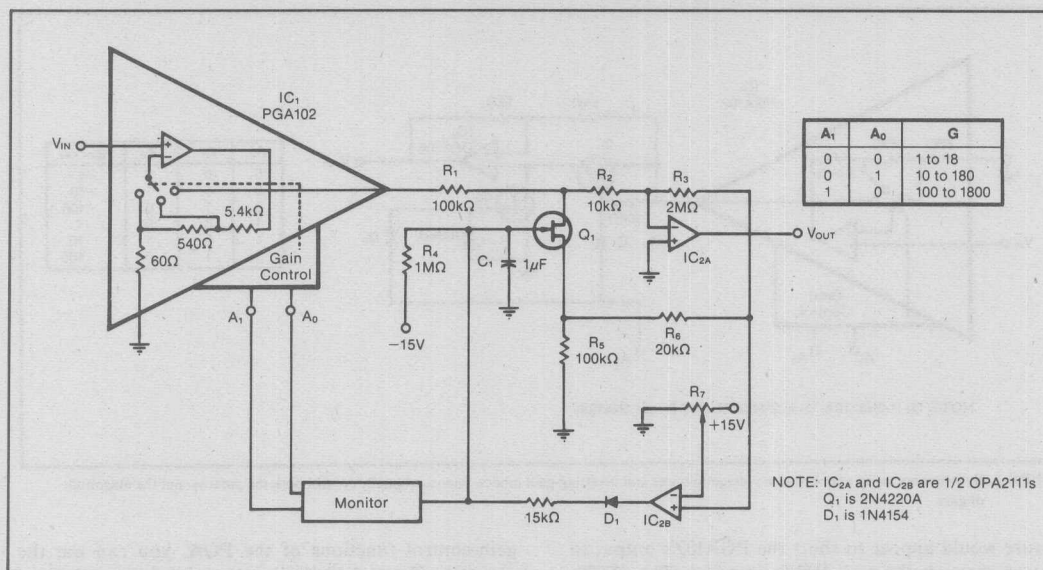 IC1
PGA102
VIN
+
−
5.4kΩ
540Ω
60Ω
Gain
Control
A1
A0
R1
100kΩ
R2
10kΩ
R3
2MΩ
R4
1MΩ
−15V
C1
1μF
Q1
−
+
IC2A
VOUT
R5
100kΩ
R6
20kΩ
R7
+15V
Monitor
15kΩ
D1
−
+
IC2B
A1 A0 G
0 0 1 to 18
0 1 10 to 180
1 0 100 to 1800
NOTE: IC2A and IC2B are 1/2 OPA2111s
Q1 is 2N4220A
D1 is 1N4154